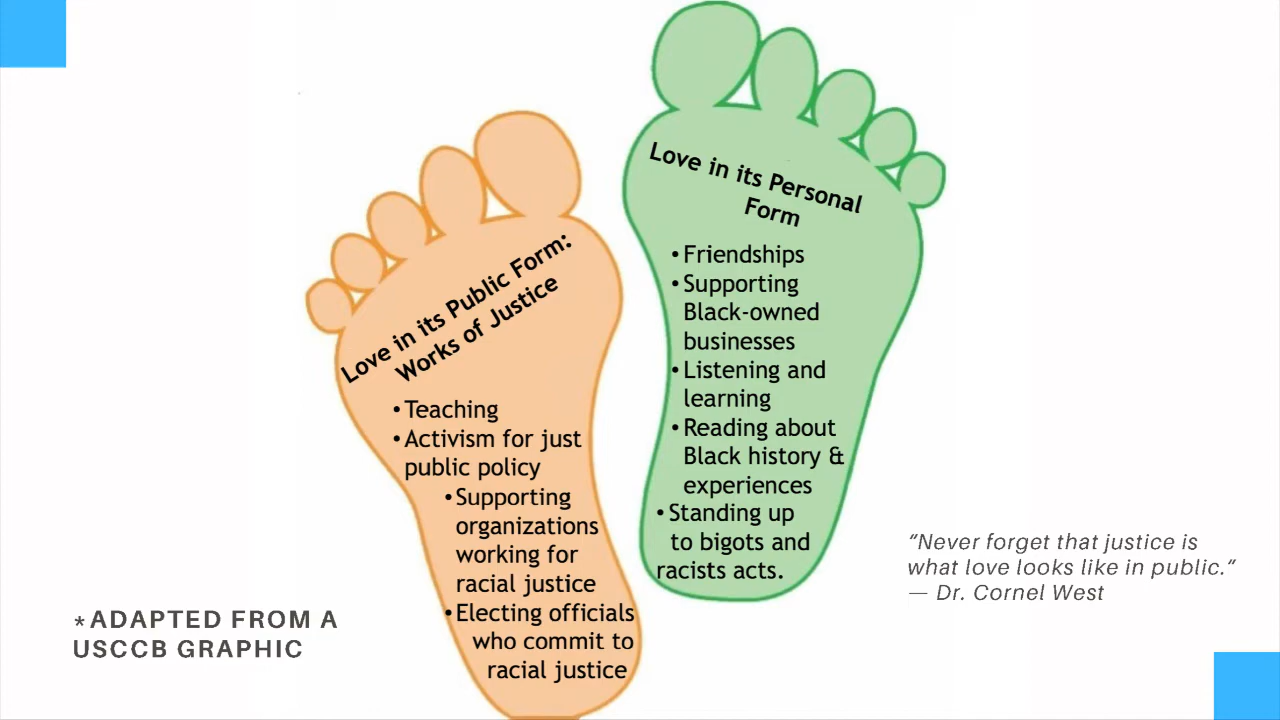 Love in its Public Form:
Works of Justice
• Teaching
• Activism for just
public policy
• Supporting
organizations
working for
racial justice
• Electing officials
who commit to
racial justice
Love in its Personal
Form
• Friendships
• Supporting
Black-owned
businesses
• Listening and
learning
• Reading about
Black history &
experiences
• Standing up
to bigots and
racists acts.
"Never forget that justice is
what love looks like in public."
— Dr. Cornel West
*ADAPTED FROM A
USCCB GRAPHIC